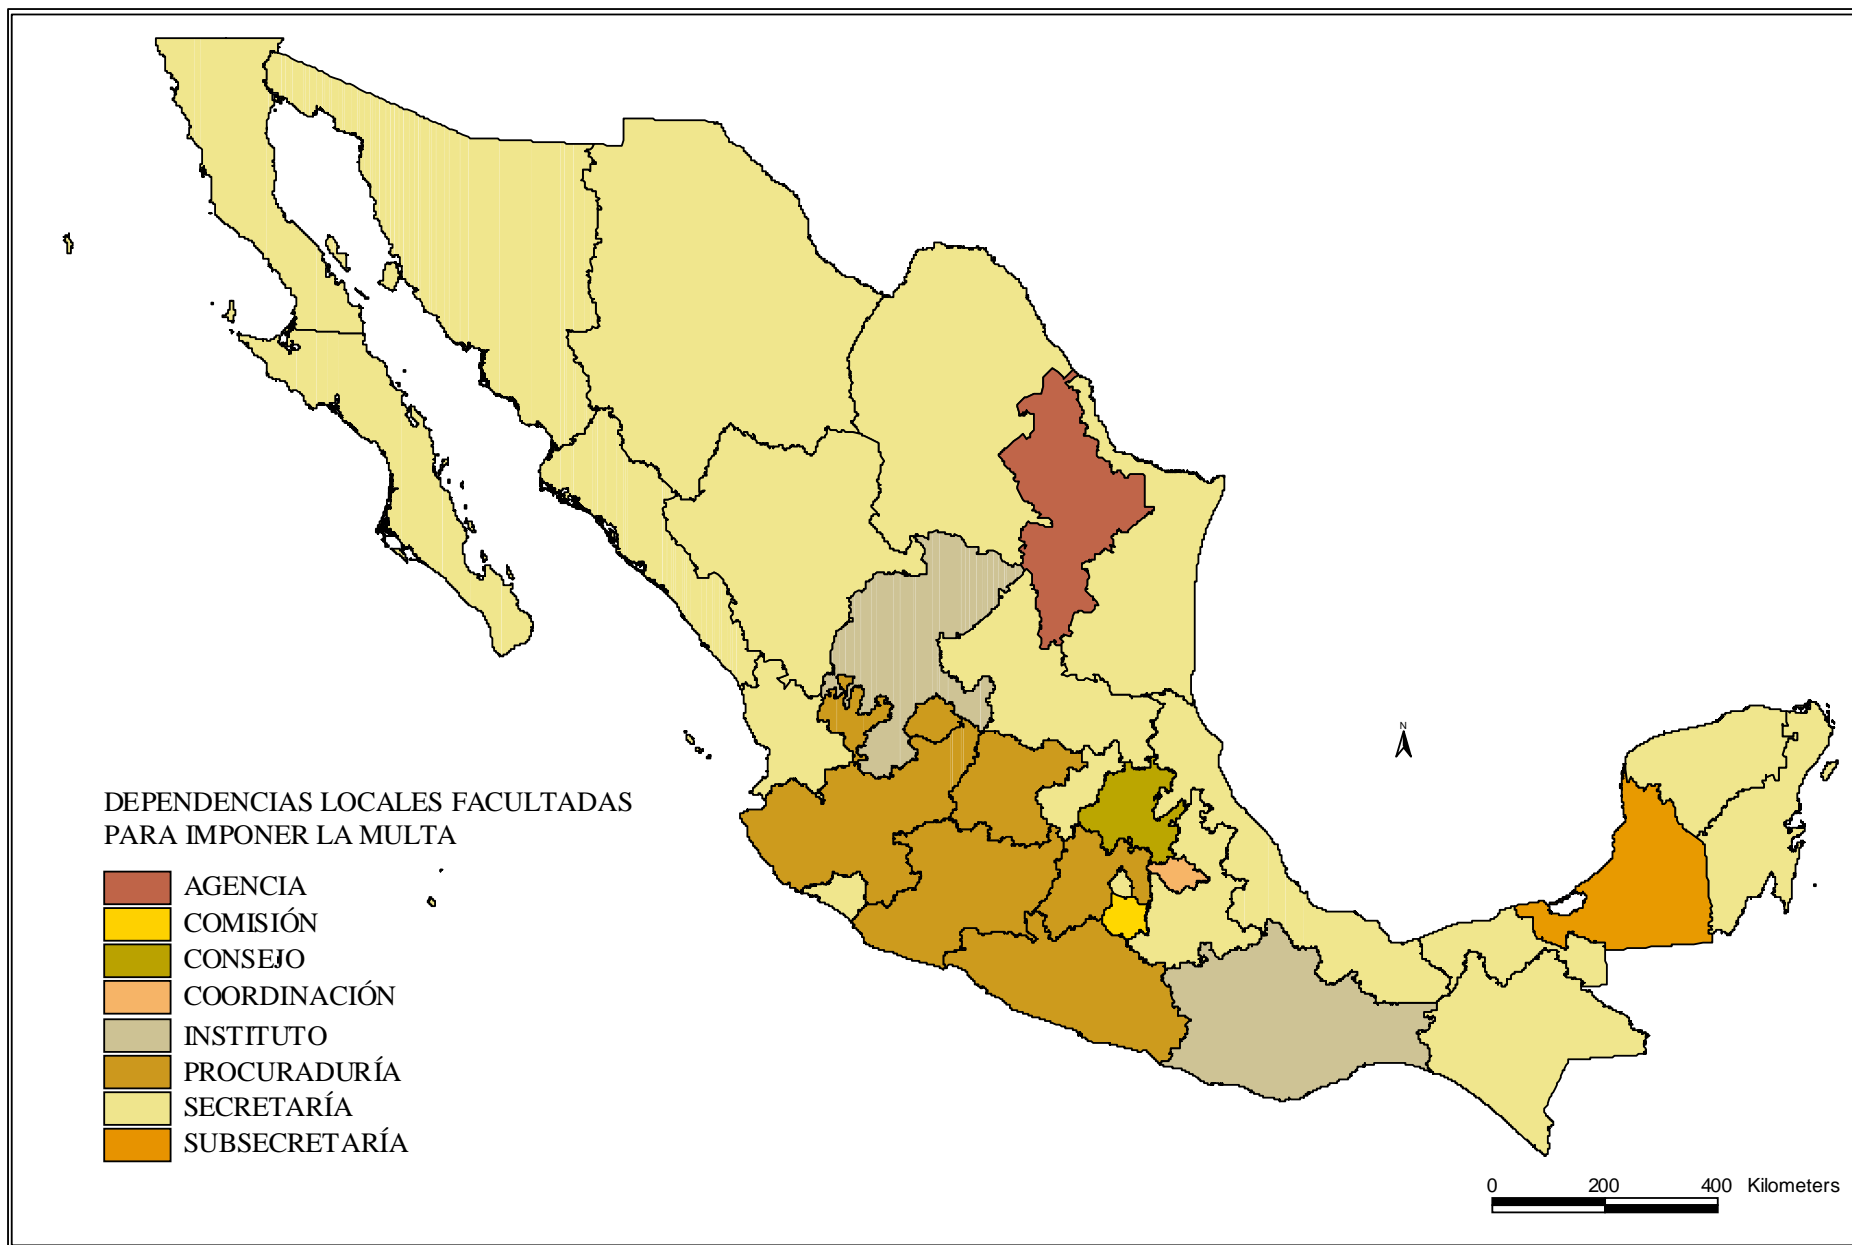 DEPENDENCIAS LOCALES FACULTADAS
PARA IMPONER LA MULTA
AGENCIA
COMISIÓN
CONSEJO
COORDINACIÓN
INSTITUTO
PROCURADURÍA
SECRETARÍA
SUBSECRETARÍA
N
0 200 400 Kilometers